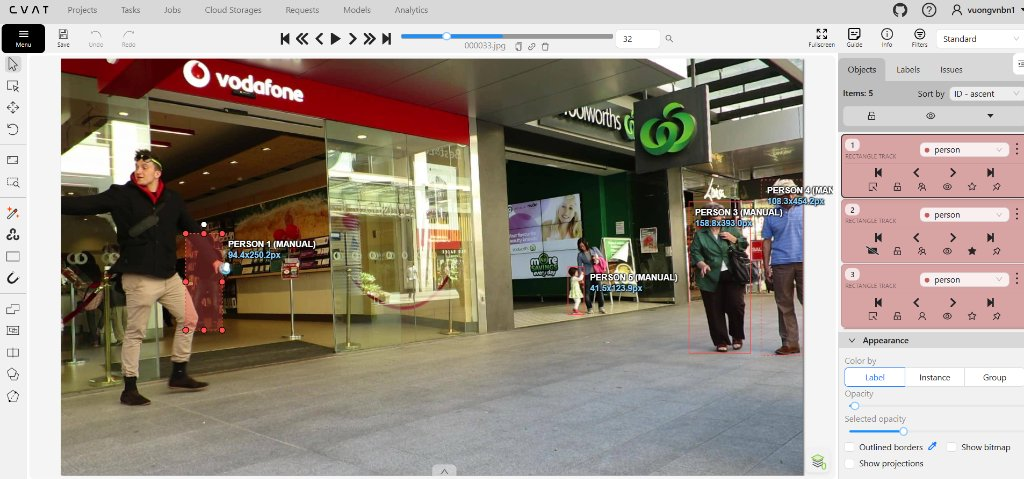 CVAT
Projects
Tasks
Jobs
Cloud Storages
Requests
Models
Analytics
vuongvnbn1
Menu
Save
Undo
Redo
000033.jpg
32
Fullscreen
Guide
Info
Filters
Standard
Objects
Labels
Issues
Items: 5
Sort by
ID - ascent
1
person
RECTANGLE TRACK
2
person
RECTANGLE TRACK
3
person
RECTANGLE TRACK
Appearance
Color by
Label
Instance
Group
Opacity
Selected opacity
Outlined borders
Show bitmap
Show projections
vodafone
oolworths
PERSON 4 (MAN
108.3x454.2px
PERSON 3 (MANUAL)
158.8x393.0px
PERSON 1 (MANUAL)
94.4x250.2px
PERSON 5 (MANUAL)
41.5x123.9px
more
everyday